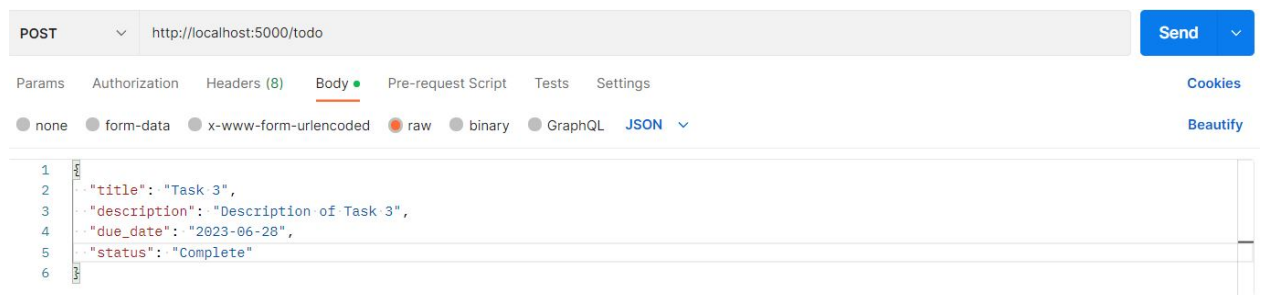 POST http://localhost:5000/todo Send
Params Authorization Headers (8) Body Pre-request Script Tests Settings Cookies
none form-data x-www-form-urlencoded raw binary GraphQL JSON Beautify
1 {
2 "title": "Task 3",
3 "description": "Description of Task 3",
4 "due_date": "2023-06-28",
5 "status": "Complete"
6 }